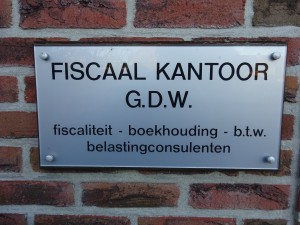 FISCAAL KANTOOR
G.D.W.
fiscaliteit - boekhouding - b.t.w.
belastingconsulenten